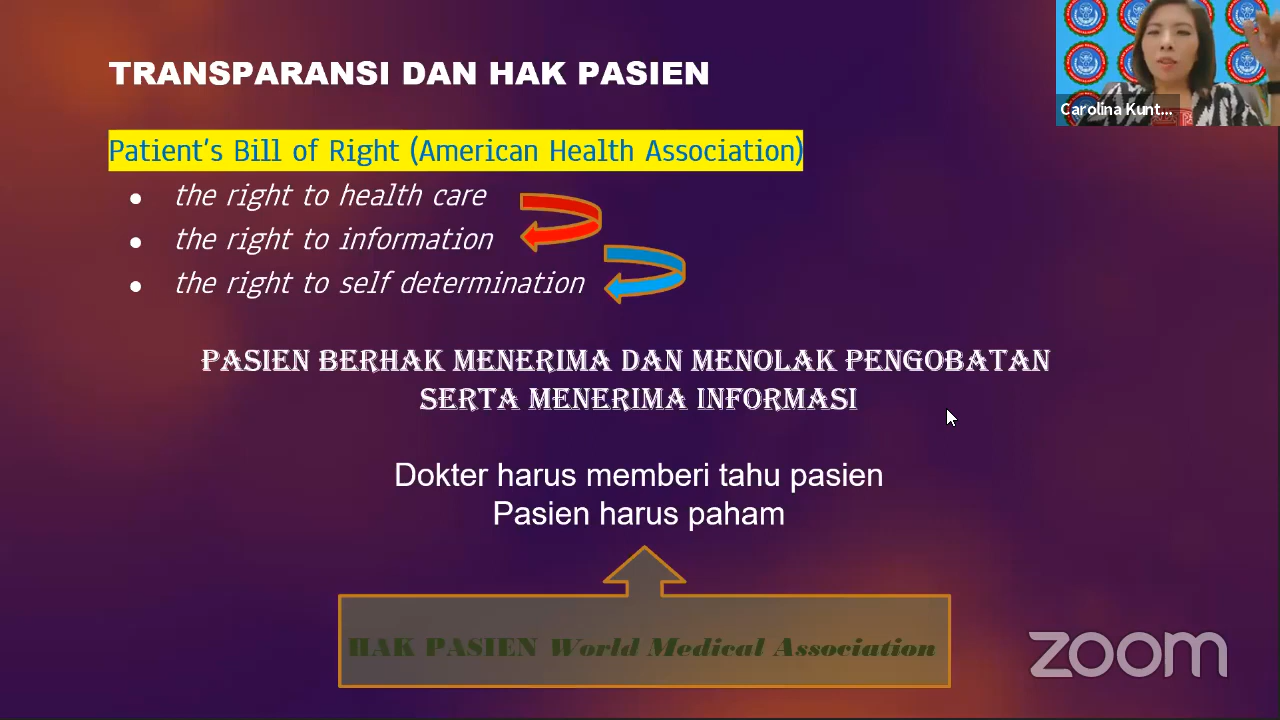 TRANSPARANSI DAN HAK PASIEN
Carolina Kunt...
Patient's Bill of Right (American Health Association)
• the right to health care
• the right to information
• the right to self determination
PASIEN BERHAK MENERIMA DAN MENOLAK PENGOBATAN
SERTA MENERIMA INFORMASI
Dokter harus memberi tahu pasien
Pasien harus paham
HAK PASIEN World Medical Association
zoom